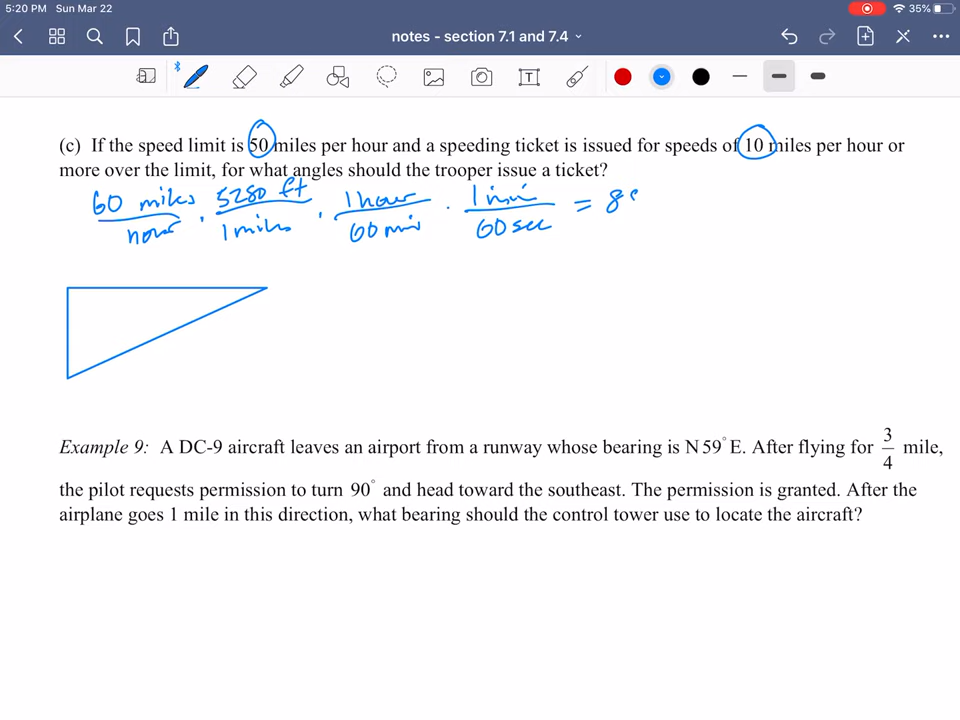 5:20 PM Sun Mar 22
35%
notes - section 7.1 and 7.4
T
(c) If the speed limit is 50 miles per hour and a speeding ticket is issued for speeds of 10 miles per hour or
more over the limit, for what angles should the trooper issue a ticket?
60 miles / hour · 5280 ft / 1 miles · 1 hour / 60 min · 1 min / 60 sec = 88
Example 9: A DC-9 aircraft leaves an airport from a runway whose bearing is N 59° E. After flying for 3/4 mile,
the pilot requests permission to turn 90° and head toward the southeast. The permission is granted. After the
airplane goes 1 mile in this direction, what bearing should the control tower use to locate the aircraft?